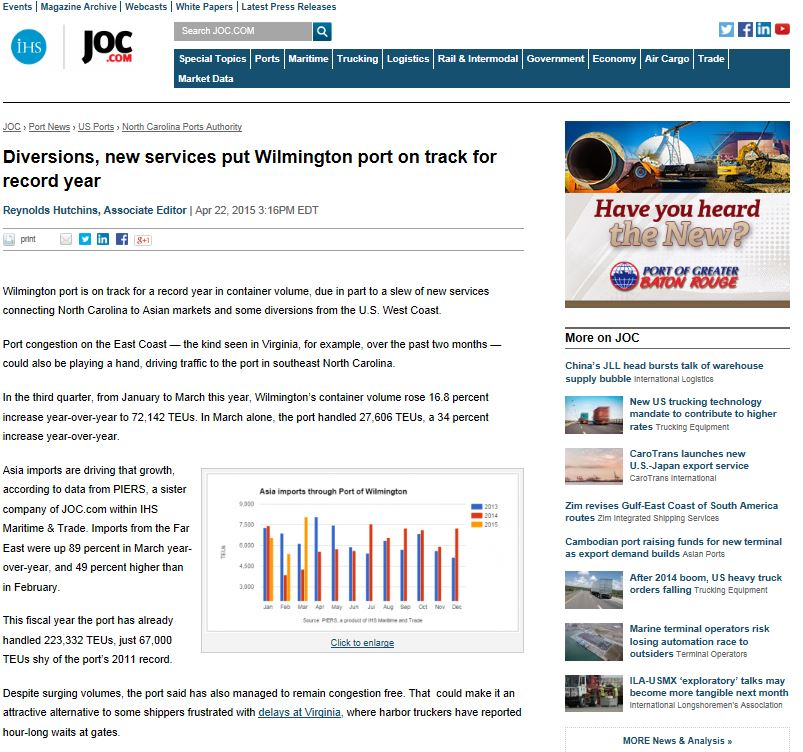 Events | Magazine Archive | Webcasts | White Papers | Latest Press Releases
IHS
JOC
.COM
Search JOC.COM
Special Topics | Ports | Maritime | Trucking | Logistics | Rail & Intermodal | Government | Economy | Air Cargo | Trade
Market Data
JOC › Port News › US Ports › North Carolina Ports Authority
Diversions, new services put Wilmington port on track for
record year
Reynolds Hutchins, Associate Editor | Apr 22, 2015 3:16PM EDT
print
g+1
Wilmington port is on track for a record year in container volume, due in part to a slew of new services
connecting North Carolina to Asian markets and some diversions from the U.S. West Coast.
Port congestion on the East Coast — the kind seen in Virginia, for example, over the past two months —
could also be playing a hand, driving traffic to the port in southeast North Carolina.
In the third quarter, from January to March this year, Wilmington's container volume rose 16.8 percent
increase year-over-year to 72,142 TEUs. In March alone, the port handled 27,606 TEUs, a 34 percent
increase year-over-year.
Asia imports are driving that growth,
according to data from PIERS, a sister
company of JOC.com within IHS
Maritime & Trade. Imports from the Far
East were up 89 percent in March year-
over-year, and 49 percent higher than
in February.
This fiscal year the port has already
handled 223,332 TEUs, just 67,000
TEUs shy of the port's 2011 record.
Asia imports through Port of Wilmington
9,000
7,500
6,000
4,500
3,000
TEUs
2013
2014
2015
Jan Feb Mar Apr May Jun Jul Aug Sep Oct Nov Dec
Source: PIERS, a product of IHS Maritime and Trade
Click to enlarge
Despite surging volumes, the port said has also managed to remain congestion free. That could make it an
attractive alternative to some shippers frustrated with delays at Virginia, where harbor truckers have reported
hour-long waits at gates.
Have you heard
the New?
PORT OF GREATER
BATON ROUGE
More on JOC
China's JLL head bursts talk of warehouse
supply bubble International Logistics
New US trucking technology
mandate to contribute to higher
rates Trucking Equipment
CaroTrans launches new
U.S.-Japan export service
CaroTrans International
Zim revises Gulf-East Coast of South America
routes Zim Integrated Shipping Services
Cambodian port raising funds for new terminal
as export demand builds Asian Ports
After 2014 boom, US heavy truck
orders falling Trucking Equipment
Marine terminal operators risk
losing automation race to
outsiders Terminal Operators
ILA-USMX 'exploratory' talks may
become more tangible next month
International Longshoremen's Association
MORE News & Analysis »